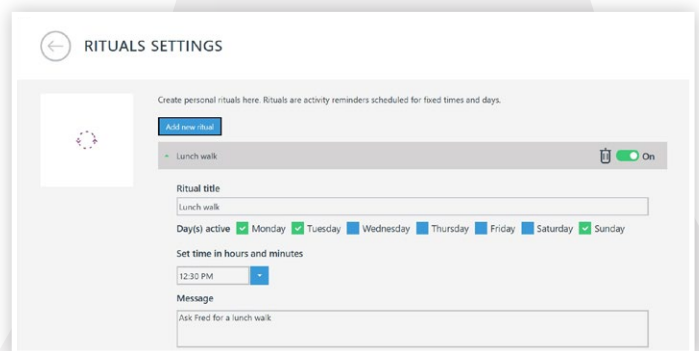 RITUALS SETTINGS
Create personal rituals here. Rituals are activity reminders scheduled for fixed times and days.
Add new ritual
Lunch walk
On
Ritual title
Lunch walk
Day(s) active Monday Tuesday Wednesday Thursday Friday Saturday Sunday
Set time in hours and minutes
12:30 PM
Message
Ask Fred for a lunch walk